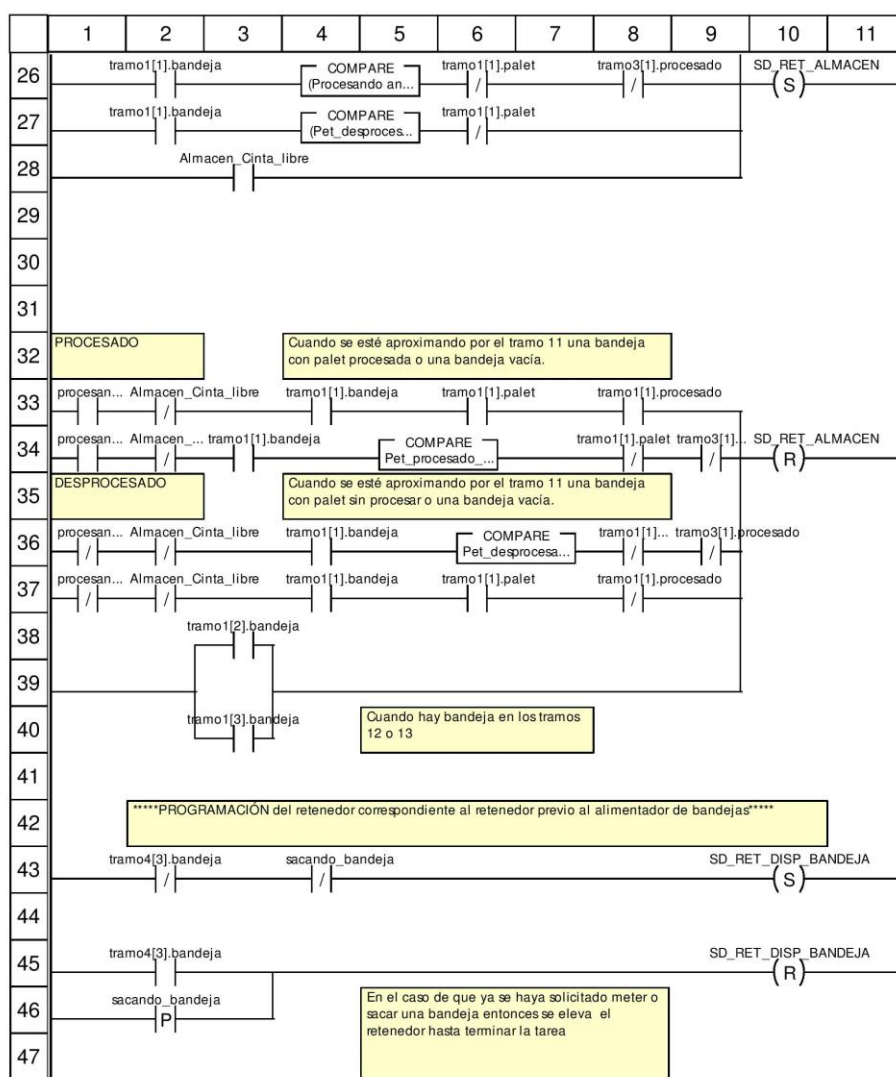 1 2 3 4 5 6 7 8 9 10 11
26
tramo1[1].bandeja
COMPARE
(Procesando an...
tramo1[1].palet
/
tramo3[1].procesado
/
SD_RET_ALMACEN
S
27
tramo1[1].bandeja
COMPARE
(Pet_desproces...
tramo1[1].palet
/
28
Almacen_Cinta_libre
29
30
31
32
PROCESADO
Cuando se esté aproximando por el tramo 11 una bandeja
con palet procesada o una bandeja vacía.
33
procesan...
Almacen_Cinta_libre
/
tramo1[1].bandeja
tramo1[1].palet
tramo1[1].procesado
34
procesan...
Almacen_...
/
tramo1[1].bandeja
COMPARE
Pet_procesado_...
tramo1[1].palet
/
tramo3[1]...
/
SD_RET_ALMACEN
R
35
DESPROCESADO
Cuando se esté aproximando por el tramo 11 una bandeja
con palet sin procesar o una bandeja vacía.
36
procesan...
/
Almacen_Cinta_libre
/
tramo1[1].bandeja
COMPARE
Pet_desprocesa...
tramo1[1]...
/
tramo3[1].procesado
/
37
procesan...
/
Almacen_Cinta_libre
/
tramo1[1].bandeja
tramo1[1].palet
tramo1[1].procesado
/
38
tramo1[2].bandeja
39
40
tramo1[3].bandeja
Cuando hay bandeja en los tramos
12 o 13
41
42
*****PROGRAMACIÓN del retenedor correspondiente al retenedor previo al alimentador de bandejas*****
43
tramo4[3].bandeja
/
sacando_bandeja
/
SD_RET_DISP_BANDEJA
S
44
45
tramo4[3].bandeja
SD_RET_DISP_BANDEJA
R
46
sacando_bandeja
P
En el caso de que ya se haya solicitado meter o
sacar una bandeja entonces se eleva el
retenedor hasta terminar la tarea
47